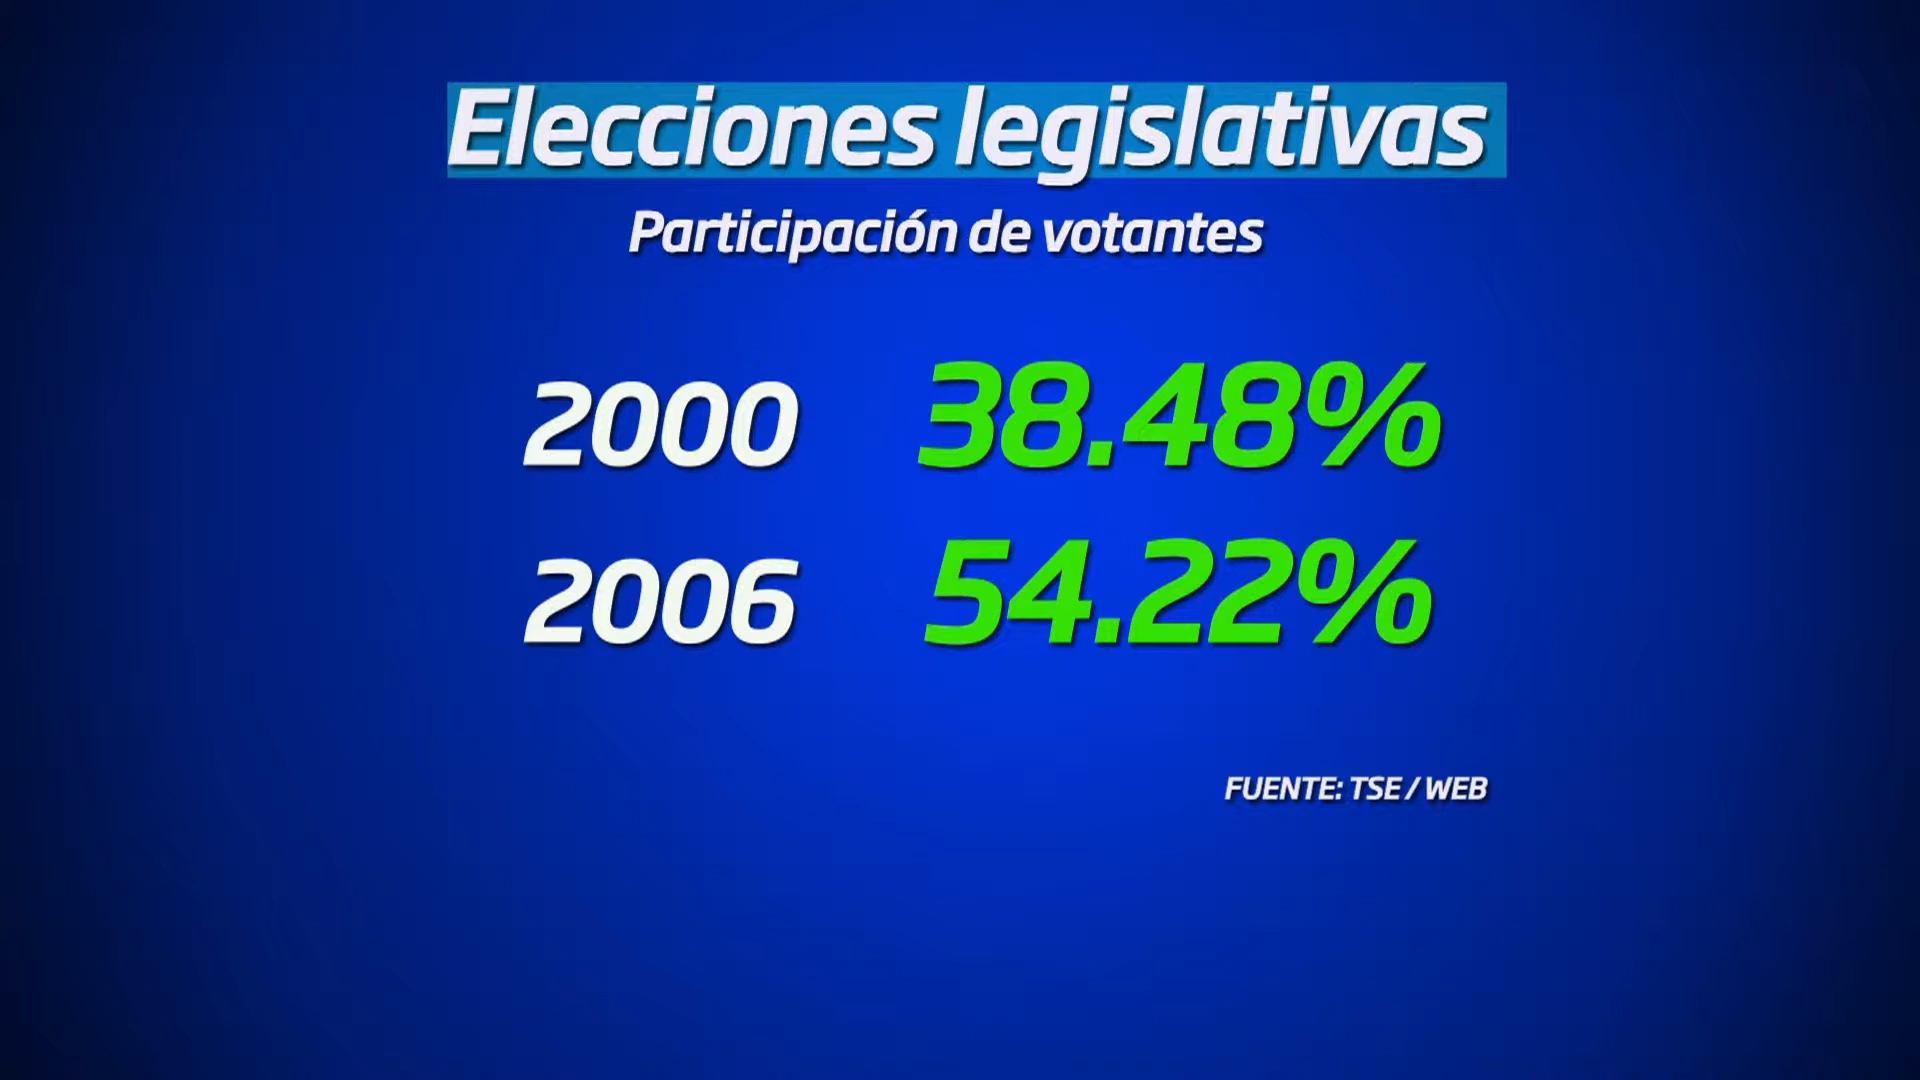 Elecciones legislativas
Participación de votantes
2000 38.48%
2006 54.22%
FUENTE: TSE / WEB